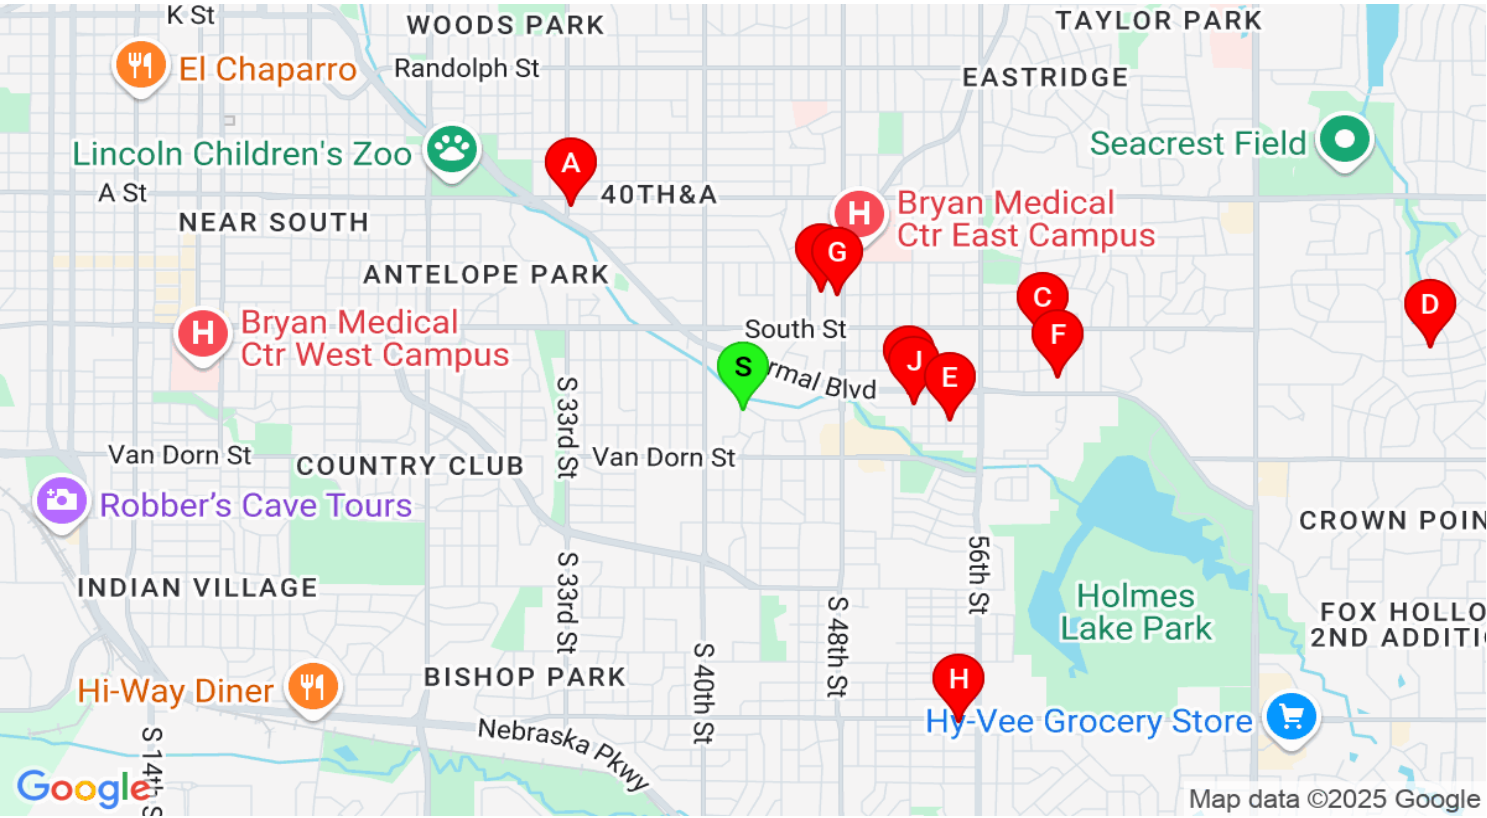 K St
WOODS PARK
TAYLOR PARK
El Chaparro
Randolph St
EASTRIDGE
Lincoln Children's Zoo
Seacrest Field
A
A St
40TH&A
H
Bryan Medical
Ctr East Campus
NEAR SOUTH
G
ANTELOPE PARK
C
D
H
Bryan Medical
Ctr West Campus
South St
F
S
rmal Blvd
J
E
S 33rd St
Van Dorn St
COUNTRY CLUB
Van Dorn St
Robber's Cave Tours
CROWN POIN
56th St
INDIAN VILLAGE
S 33rd St
Holmes
Lake Park
FOX HOLLO
2ND ADDITI
S 48th St
BISHOP PARK
S 40th St
H
Hi-Way Diner
Hy-Vee Grocery Store
Nebraska Pkwy
S 14th S
Google
Map data ©2025 Google